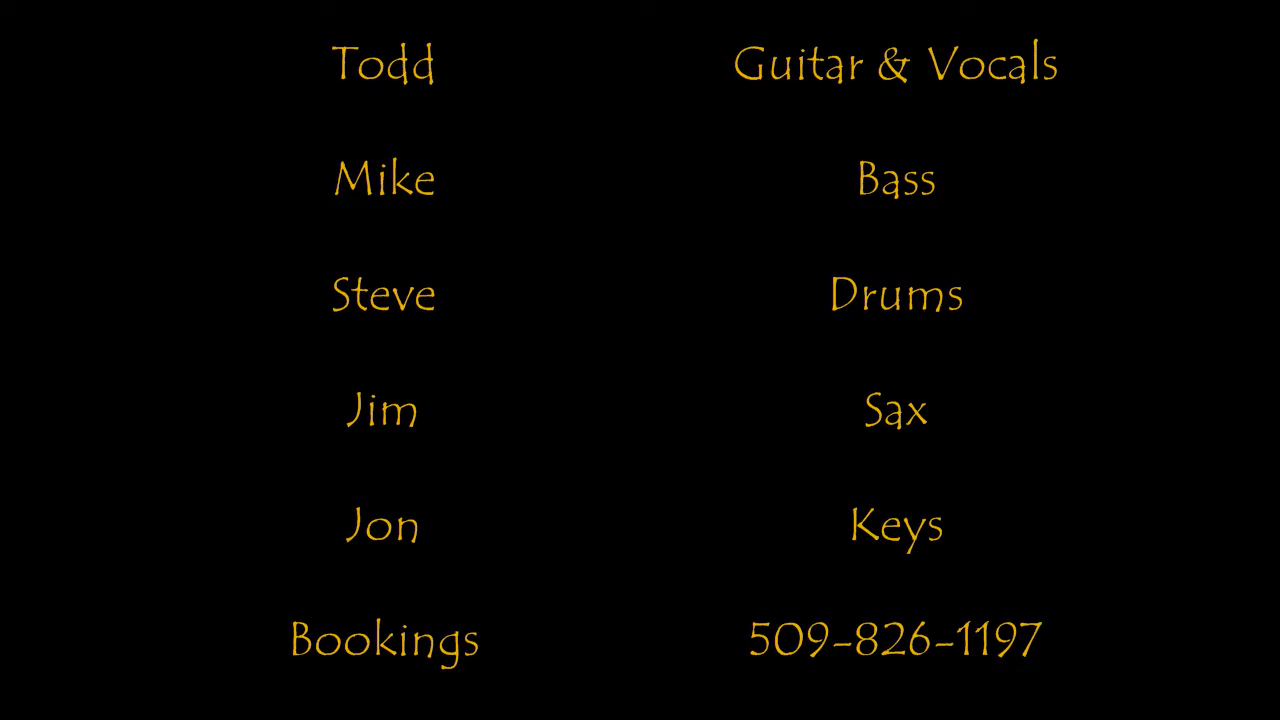 Todd Guitar & Vocals
Mike Bass
Steve Drums
Jim Sax
Jon Keys
Bookings 509-826-1197